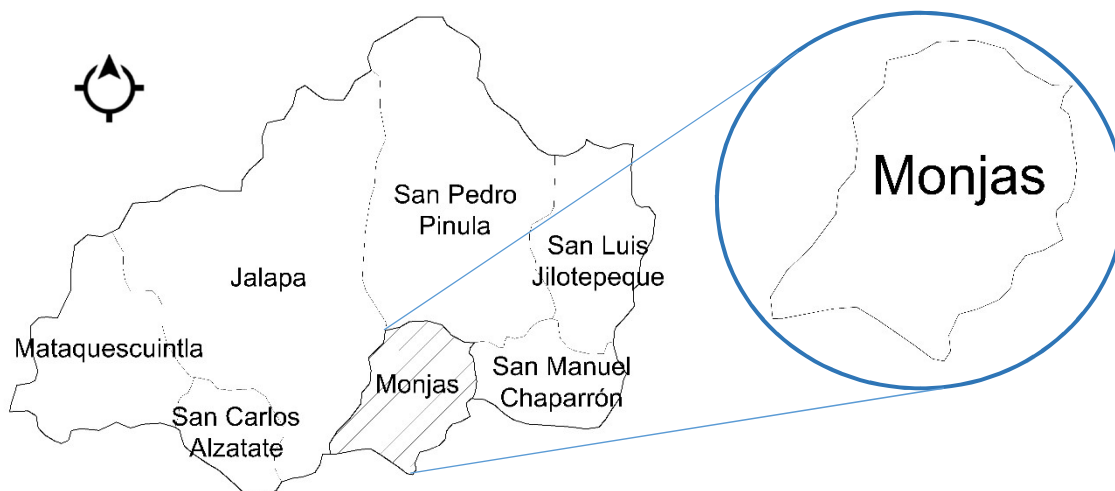 San Pedro
Pinula
San Luis
Jilotepeque
Jalapa
Mataquescuintla
Monjas
San Manuel
Chaparrón
San Carlos
Alzatate
Monjas